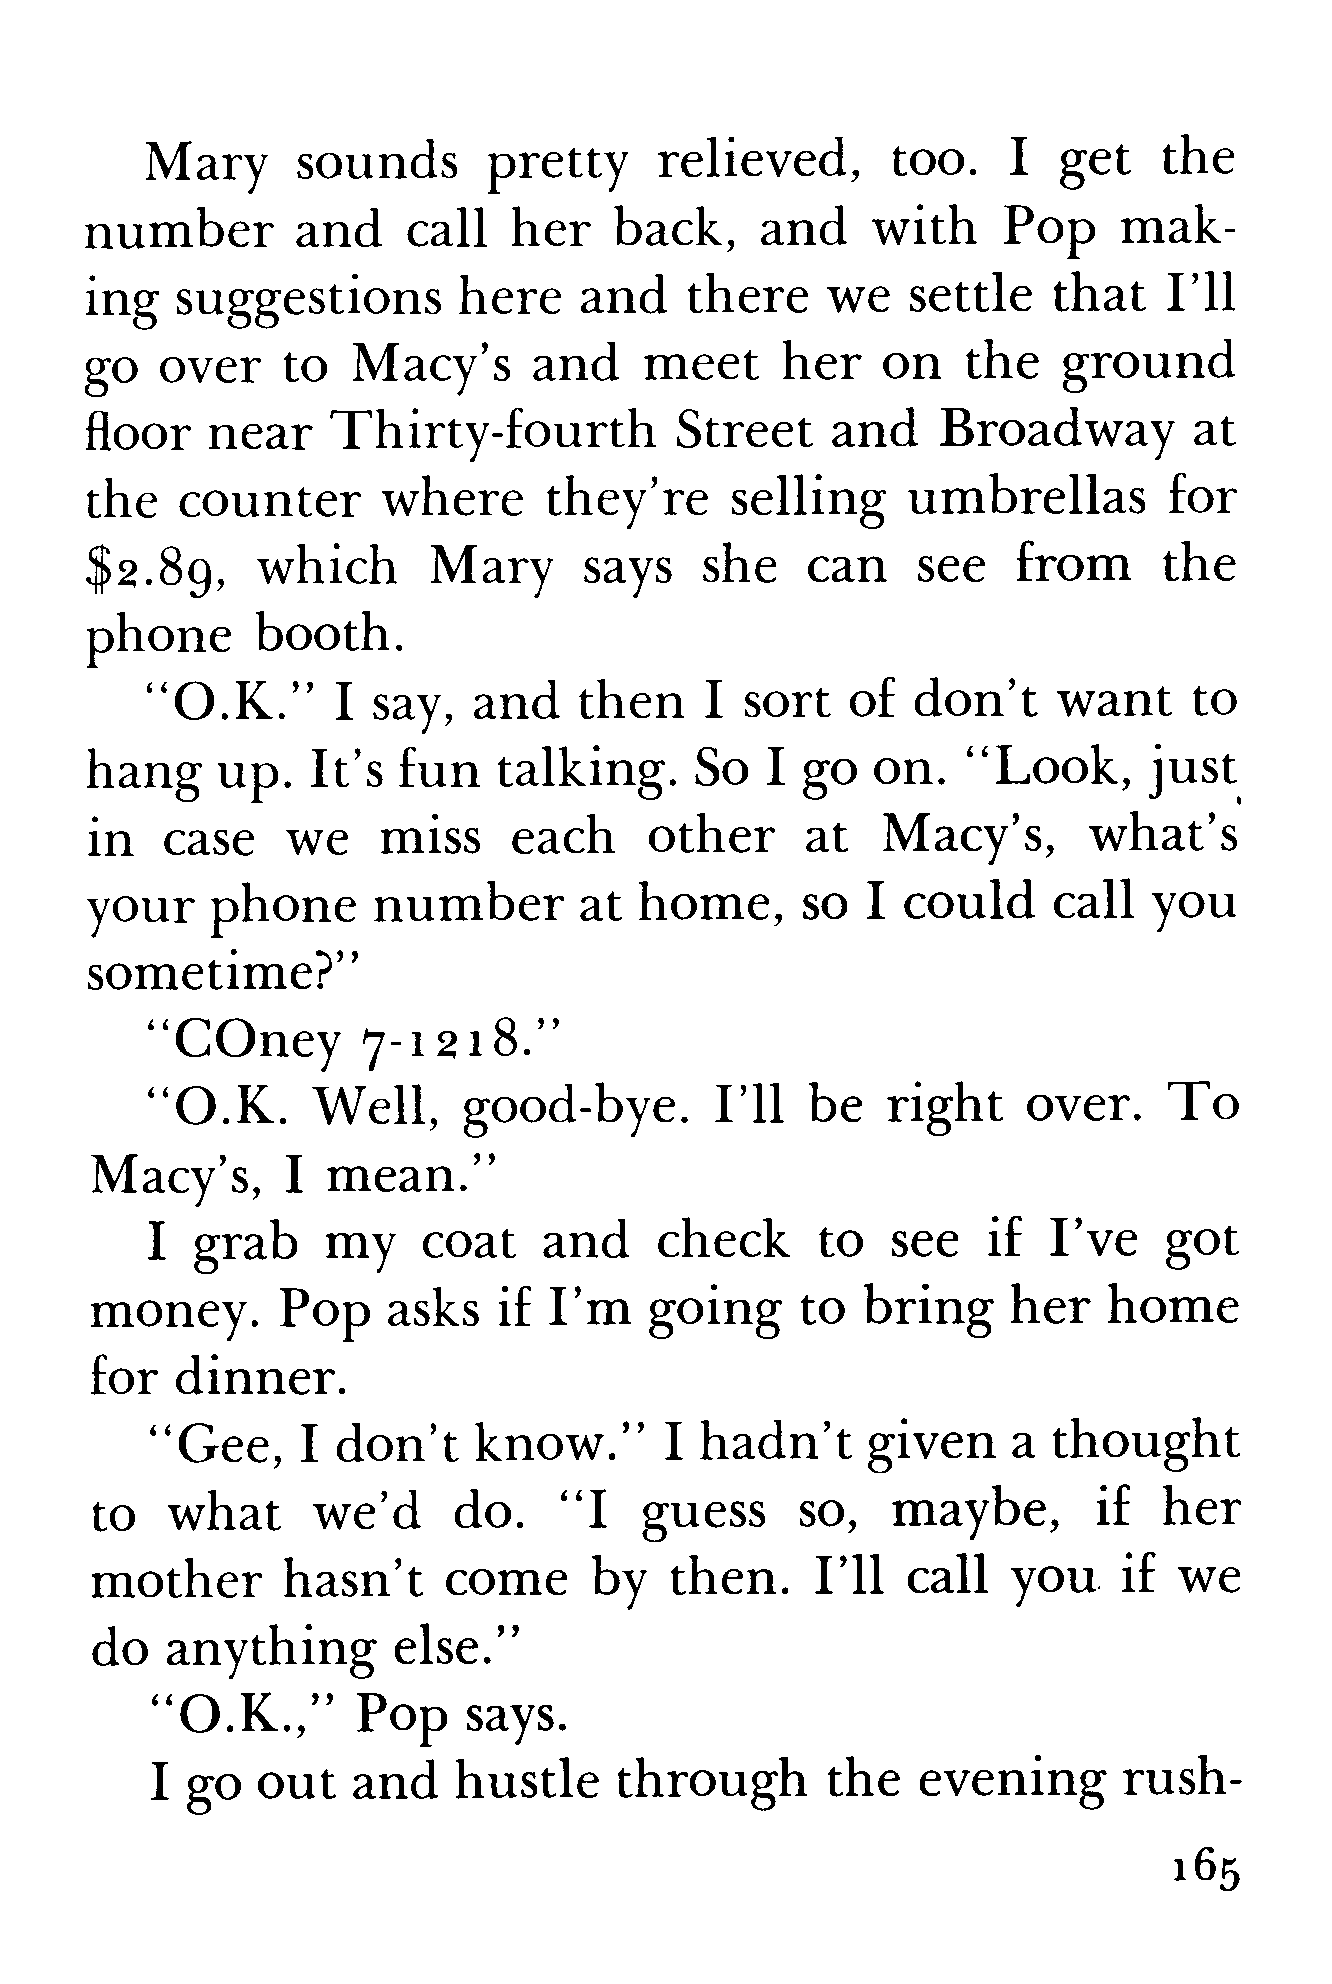 Mary sounds pretty relieved, too. I get the
number and call her back, and with Pop mak-
ing suggestions here and there we settle that I'll
go over to Macy's and meet her on the ground
floor near Thirty-fourth Street and Broadway at
the counter where they're selling umbrellas for
$2.89, which Mary says she can see from the
phone booth.
"O.K." I say, and then I sort of don't want to
hang up. It's fun talking. So I go on. "Look, just
in case we miss each other at Macy's, what's
your phone number at home, so I could call you
sometime?"
"COney 7-1218."
"O.K. Well, good-bye. I'll be right over. To
Macy's, I mean."
I grab my coat and check to see if I've got
money. Pop asks if I'm going to bring her home
for dinner.
"Gee, I don't know." I hadn't given a thought
to what we'd do. "I guess so, maybe, if her
mother hasn't come by then. I'll call you if we
do anything else."
"O.K.," Pop says.
I go out and hustle through the evening rush-
165